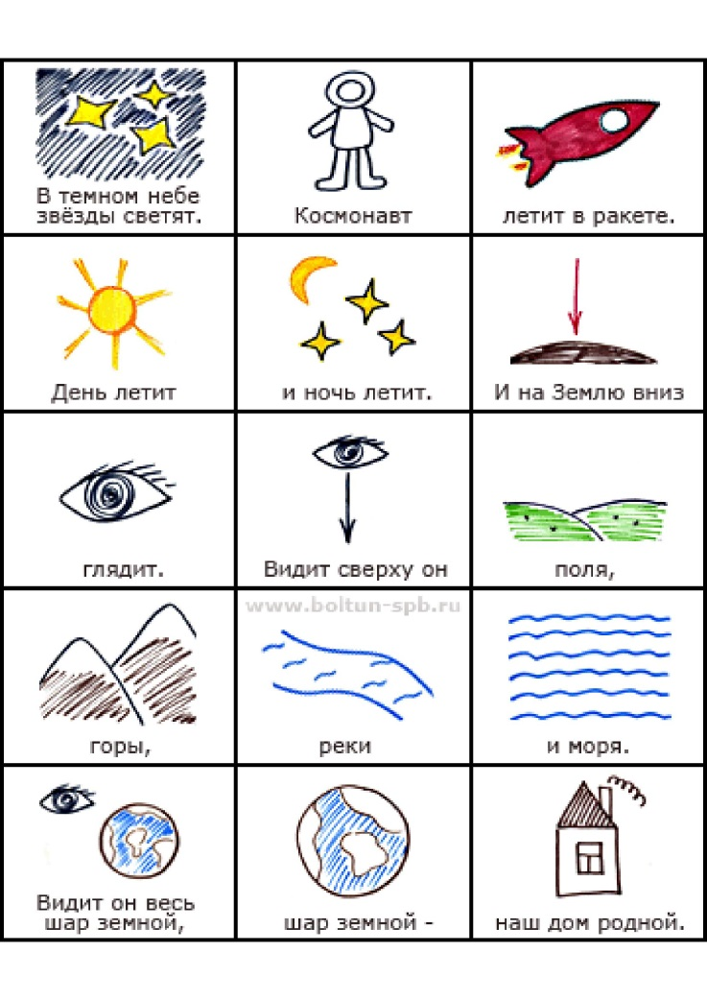 В темном небе
звёзды светят.
Космонавт
летит в ракете.
День летит
и ночь летит.
И на Землю вниз
глядит.
Видит сверху он
поля,
www.boltun-spb.ru
горы,
реки
и моря.
Видит он весь
шар земной,
шар земной -
наш дом родной.